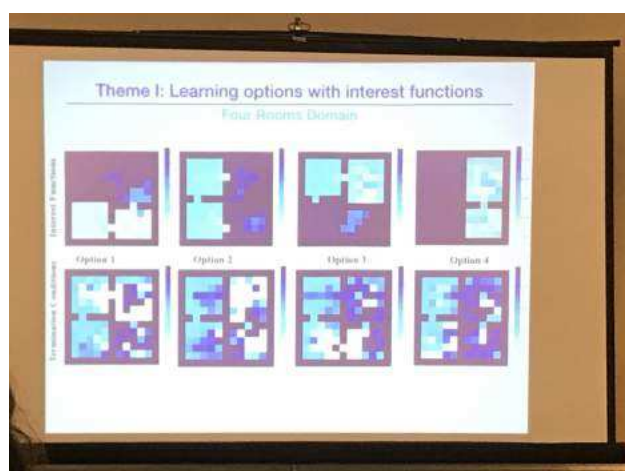 Theme I: Learning options with interest functions
Four Rooms Domain
Interest Functions
Option 1
Option 2
Option 3
Option 4
Termination Conditions